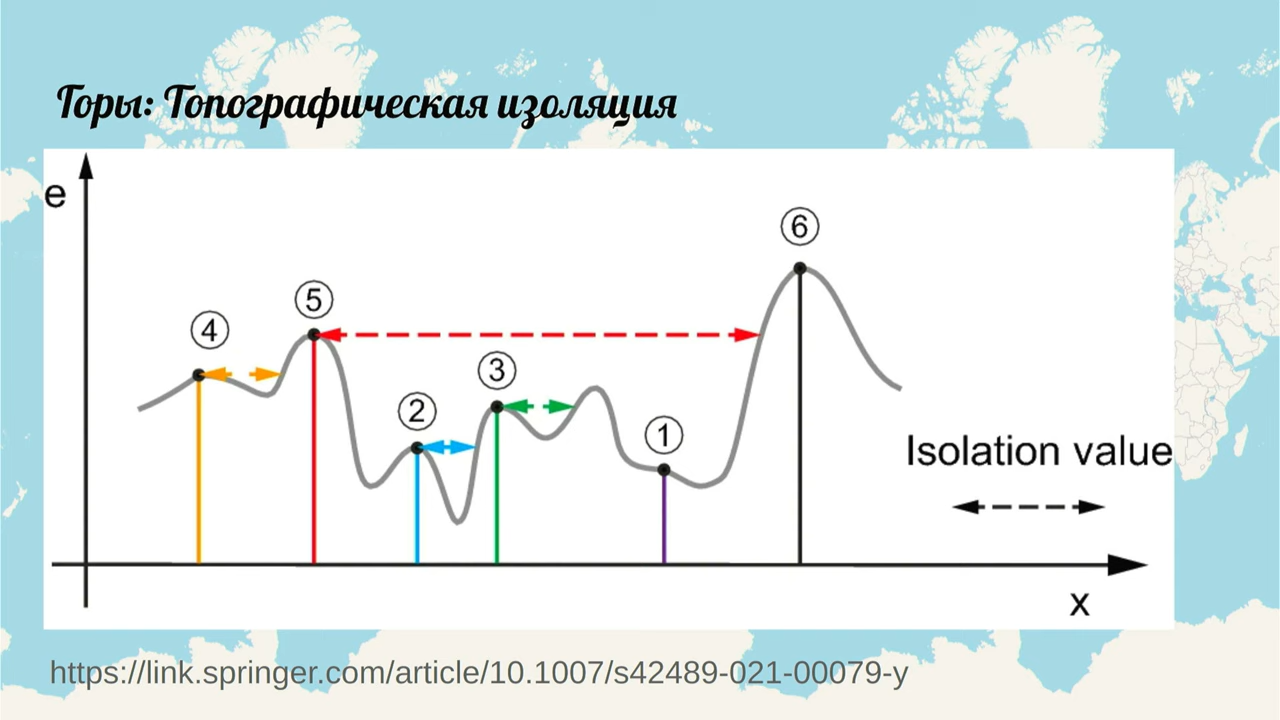 Горы: Топографическая изоляция
e
6
5
4
3
2
1
Isolation value
x
https://link.springer.com/article/10.1007/s42489-021-00079-y